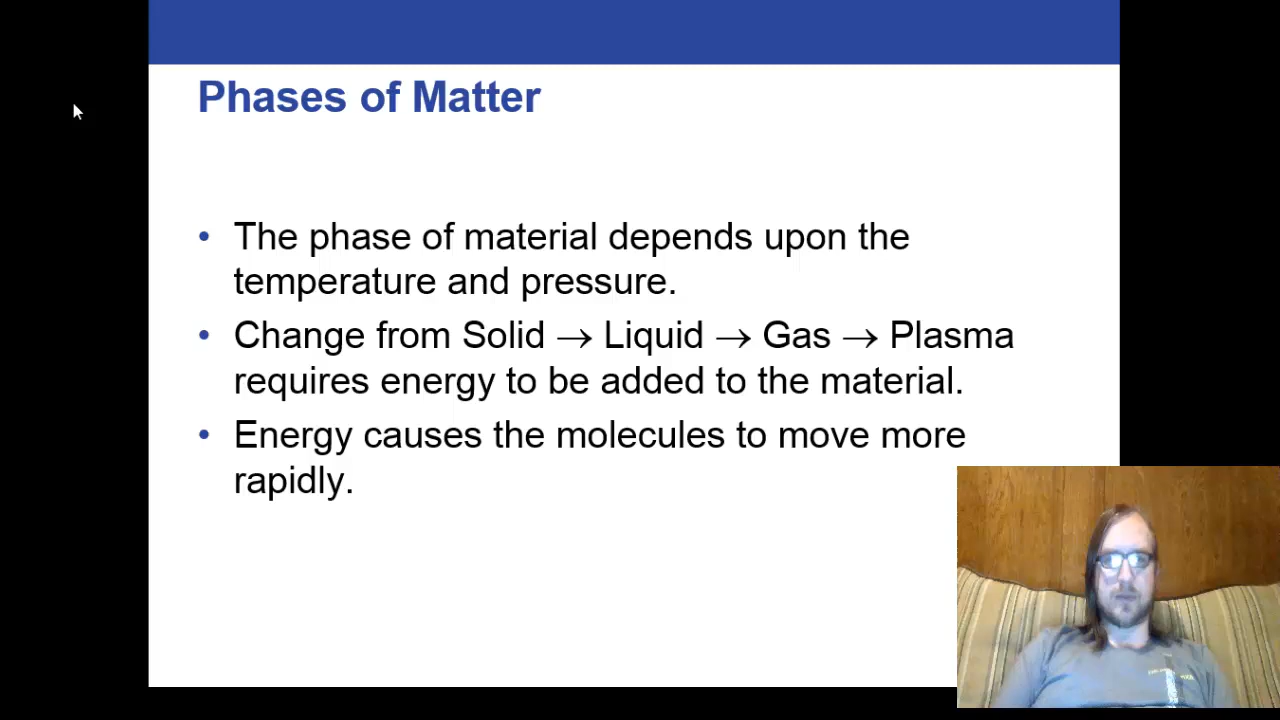 Phases of Matter
• The phase of material depends upon the
temperature and pressure.
• Change from Solid → Liquid → Gas → Plasma
requires energy to be added to the material.
• Energy causes the molecules to move more
rapidly.